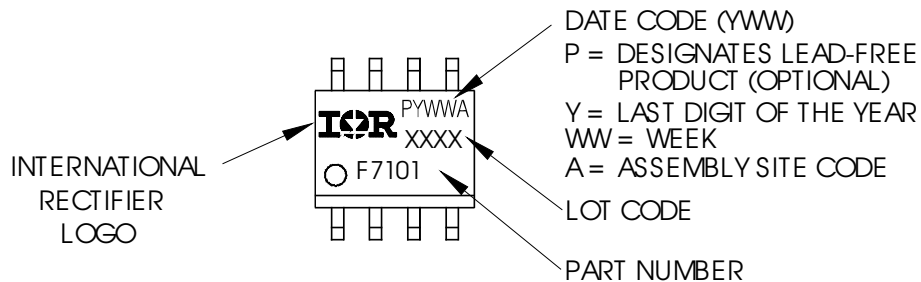 DATE CODE (YWW)
P = DESIGNATES LEAD-FREE
PRODUCT (OPTIONAL)
Y = LAST DIGIT OF THE YEAR
WW = WEEK
A = ASSEMBLY SITE CODE
LOT CODE
PART NUMBER
INTERNATIONAL
RECTIFIER
LOGO
IOR
PYWWA
XXXX
F7101